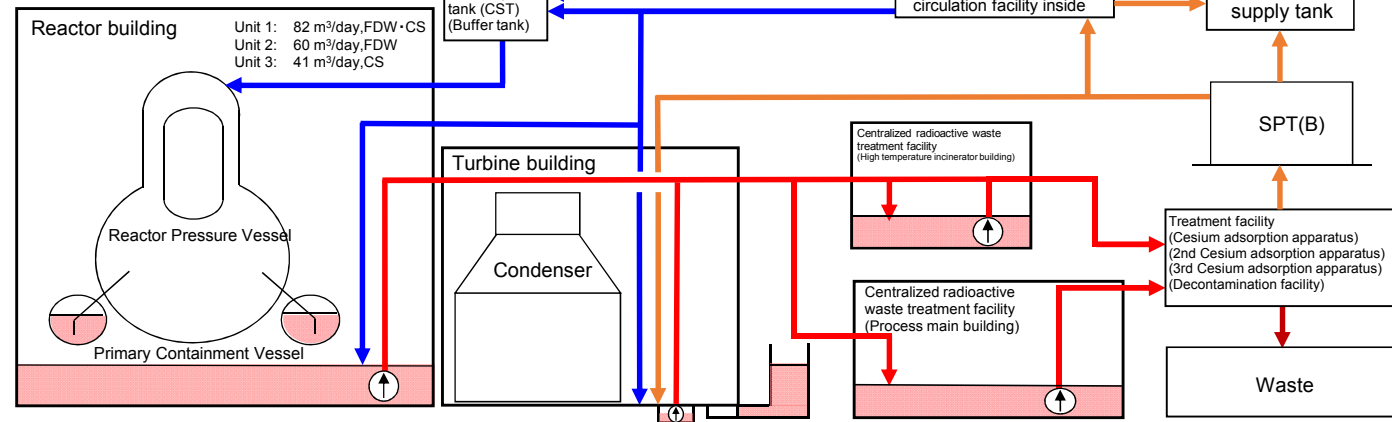 tank (CST)
(Buffer tank)
circulation facility inside
supply tank
Reactor building
Unit 1: 82 m³/day,FDW・CS
Unit 2: 60 m³/day,FDW
Unit 3: 41 m³/day,CS
SPT(B)
Centralized radioactive waste
treatment facility
(High temperature incinerator building)
Turbine building
Reactor Pressure Vessel
Condenser
Treatment facility
(Cesium adsorption apparatus)
(2nd Cesium adsorption apparatus)
(3rd Cesium adsorption apparatus)
(Decontamination facility)
Centralized radioactive
waste treatment facility
(Process main building)
Primary Containment Vessel
Waste